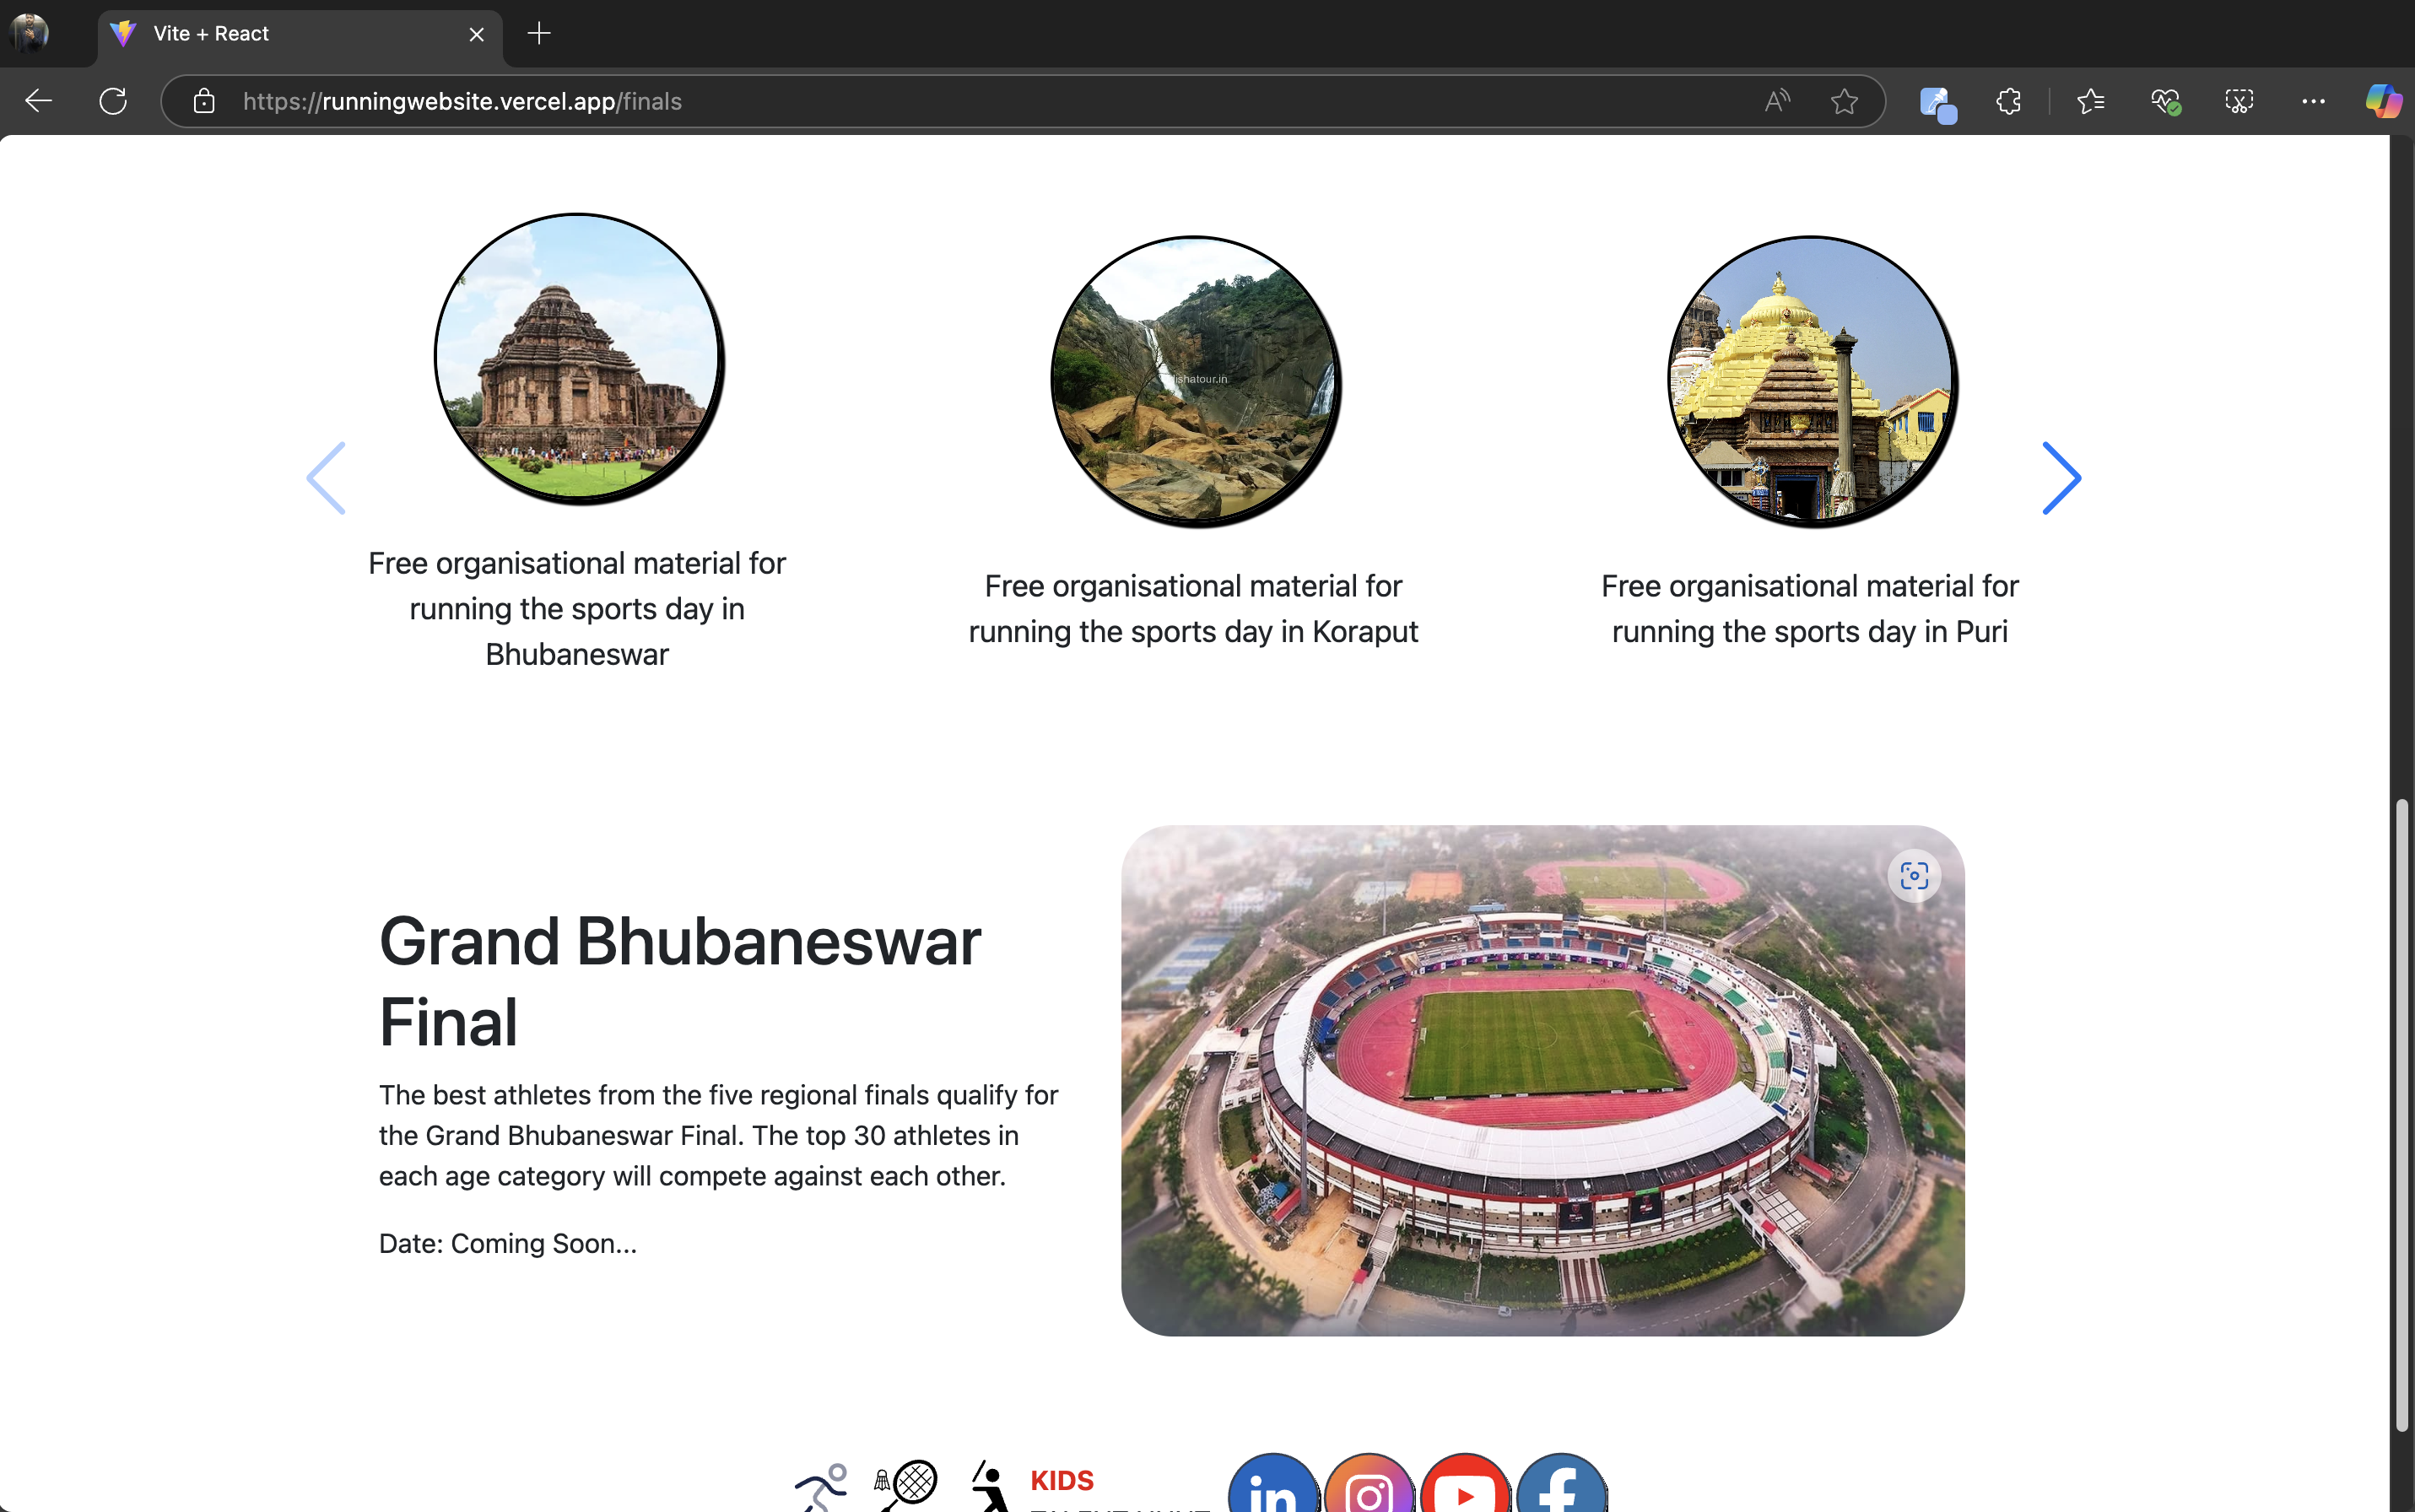 Vite + React
https://runningwebsite.vercel.app/finals
ishatour.in
Free organisational material for
running the sports day in
Bhubaneswar
Free organisational material for
running the sports day in Koraput
Free organisational material for
running the sports day in Puri
Grand Bhubaneswar
Final
The best athletes from the five regional finals qualify for
the Grand Bhubaneswar Final. The top 30 athletes in
each age category will compete against each other.
Date: Coming Soon...
KIDS
in